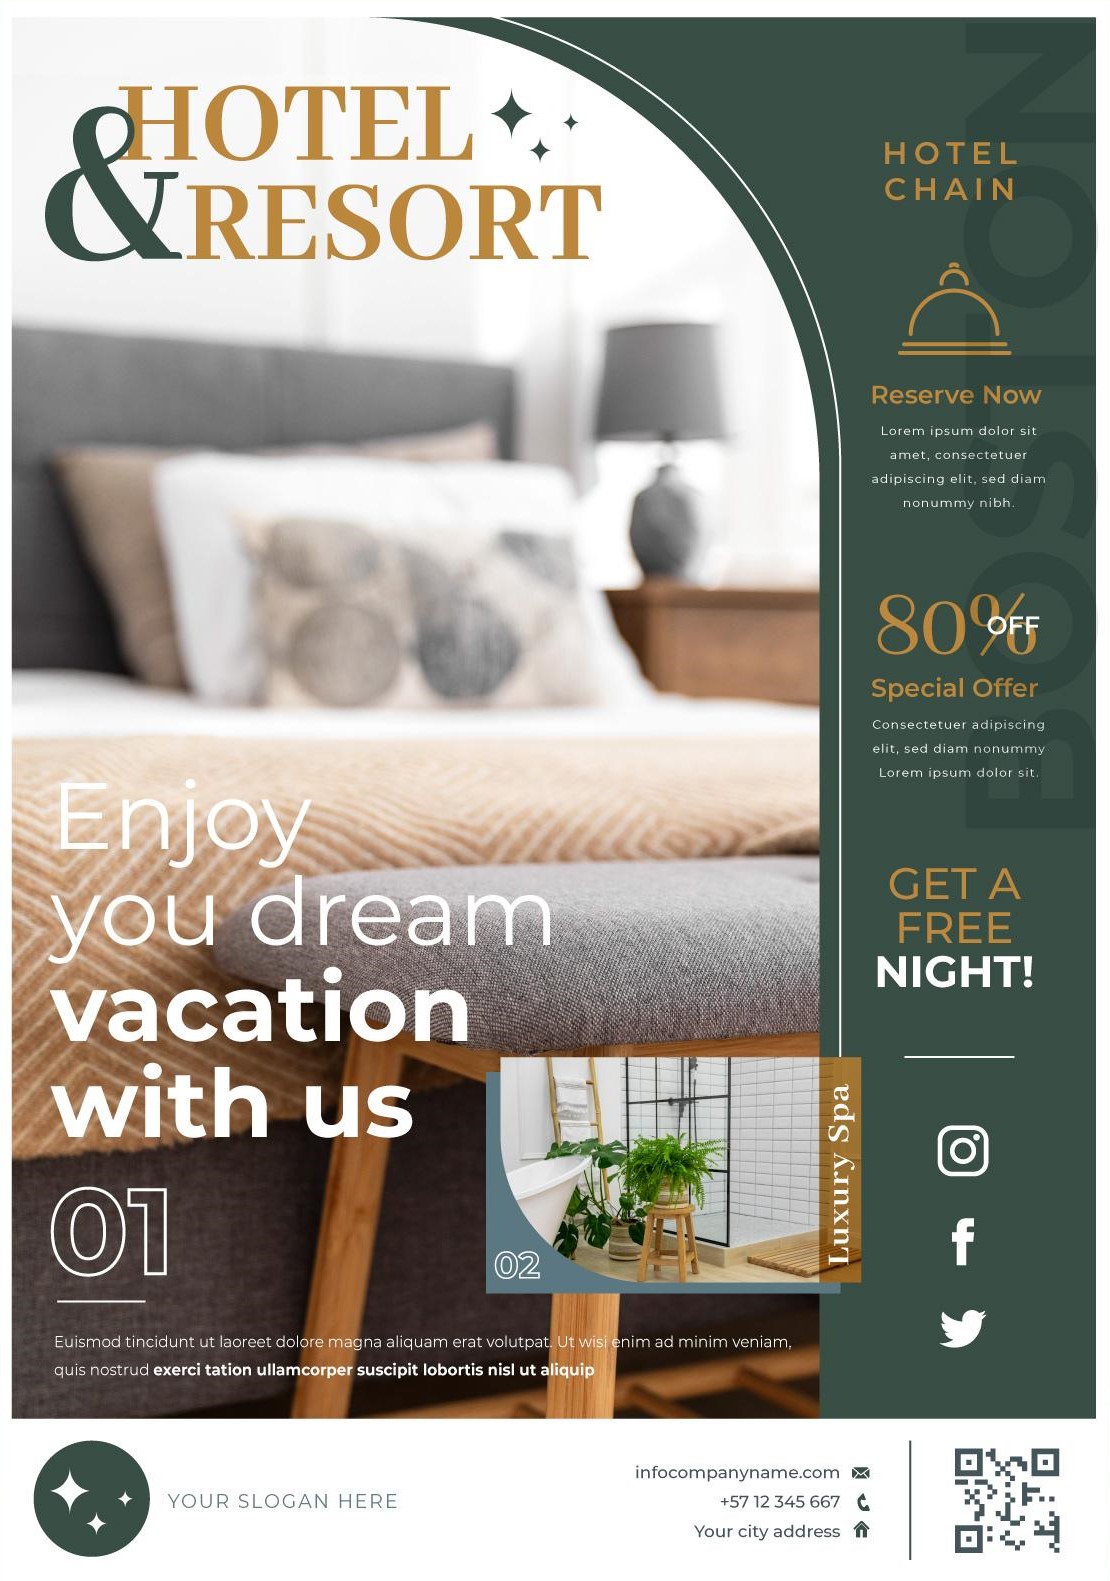 HOTEL
& RESORT
HOTEL
CHAIN
BOSTON
Reserve Now
Lorem ipsum dolor sit
amet, consectetuer
adipiscing elit, sed diam
nonummy nibh.
80%
OFF
Special Offer
Consectetuer adipiscing
elit, sed diam nonummy
Lorem ipsum dolor sit.
GET A
FREE
NIGHT!
Enjoy
you dream
vacation
with us
01
Luxury Spa
02
Euismod tincidunt ut laoreet dolore magna aliquam erat volutpat. Ut wisi enim ad minim veniam,
quis nostrud exerci tation ullamcorper suscipit lobortis nisl ut aliquip
YOUR SLOGAN HERE
infocompanyname.com
+57 12 345 667
Your city address